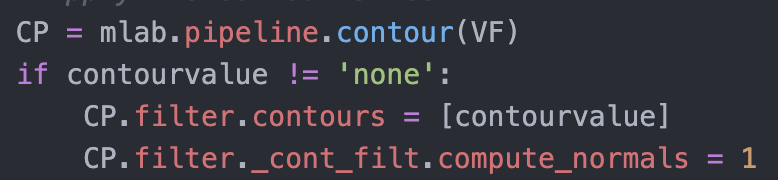 CP = mlab.pipeline.contour(VF)
if contourvalue != 'none':
    CP.filter.contours = [contourvalue]
    CP.filter._cont_filt.compute_normals = 1